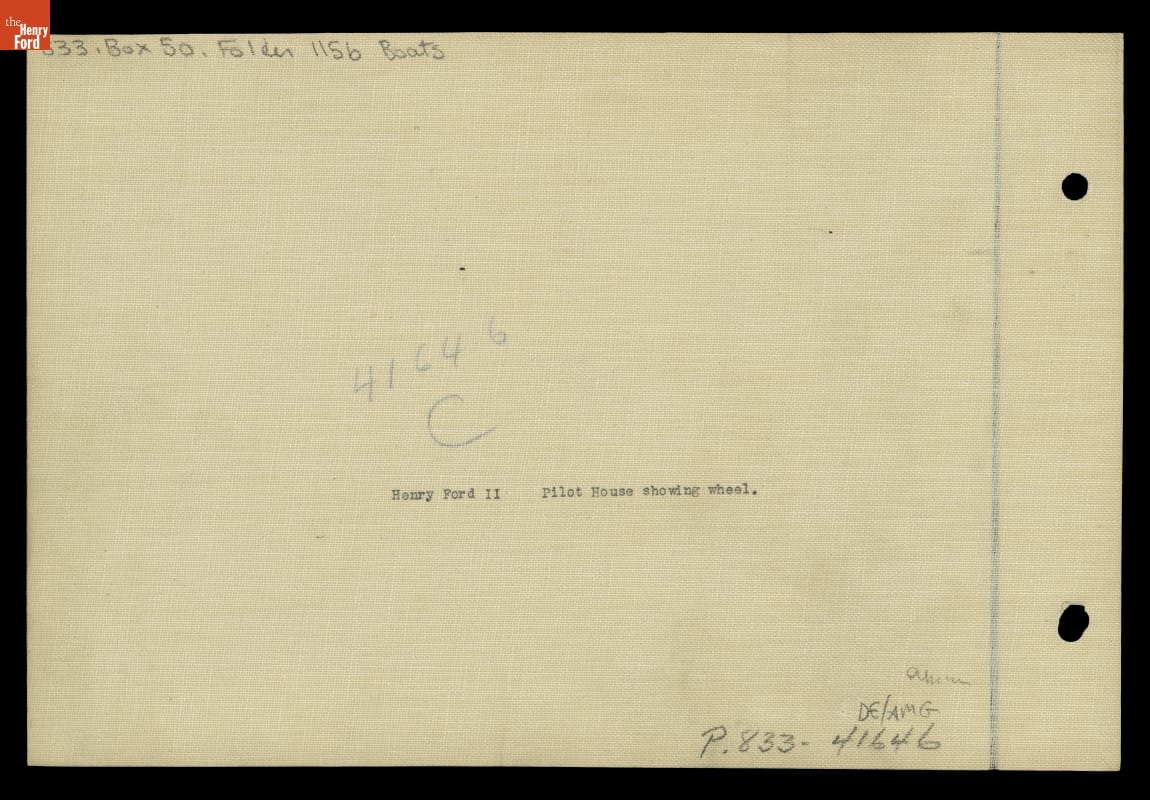 the
Henry
Ford
833. Box 50. Folder 1156 Boats
41646
C
Henry Ford II Pilot House showing wheel.
DE/AMG
P.833- 41646